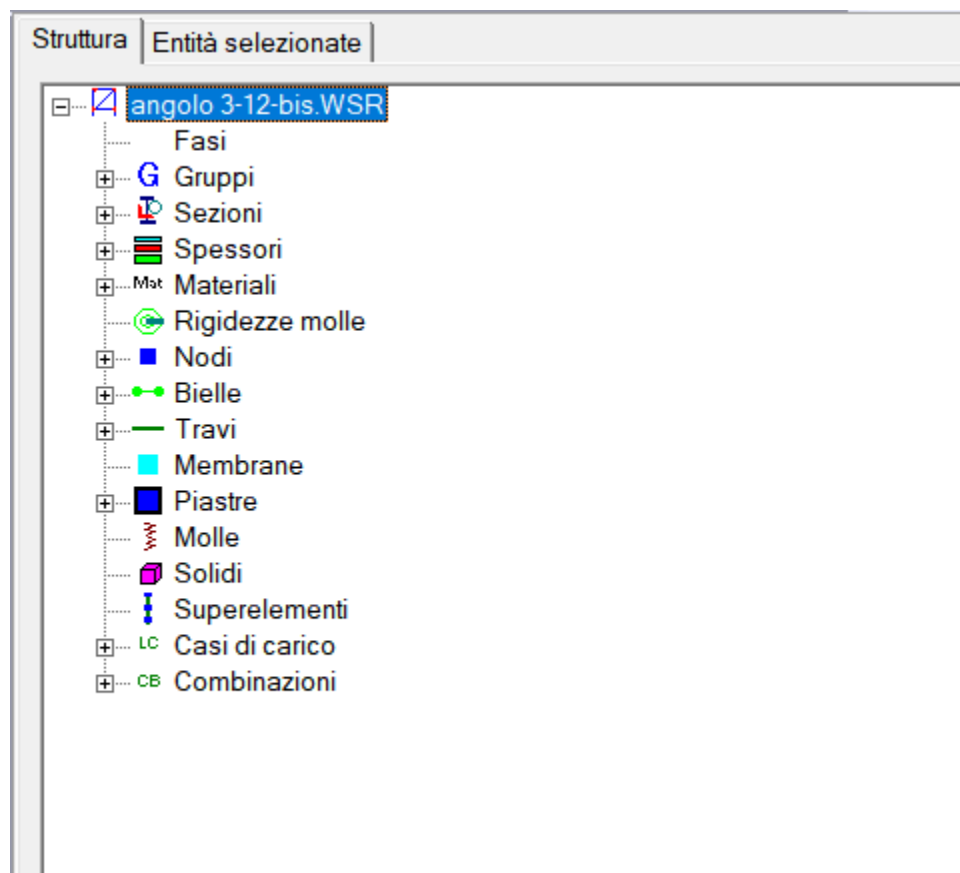 Struttura Entità selezionate
angolo 3-12-bis.WSR
Fasi
G Gruppi
Sezioni
Spessori
Mat Materiali
Rigidezze molle
Nodi
Bielle
Travi
Membrane
Piastre
Molle
Solidi
Superelementi
LC Casi di carico
CB Combinazioni